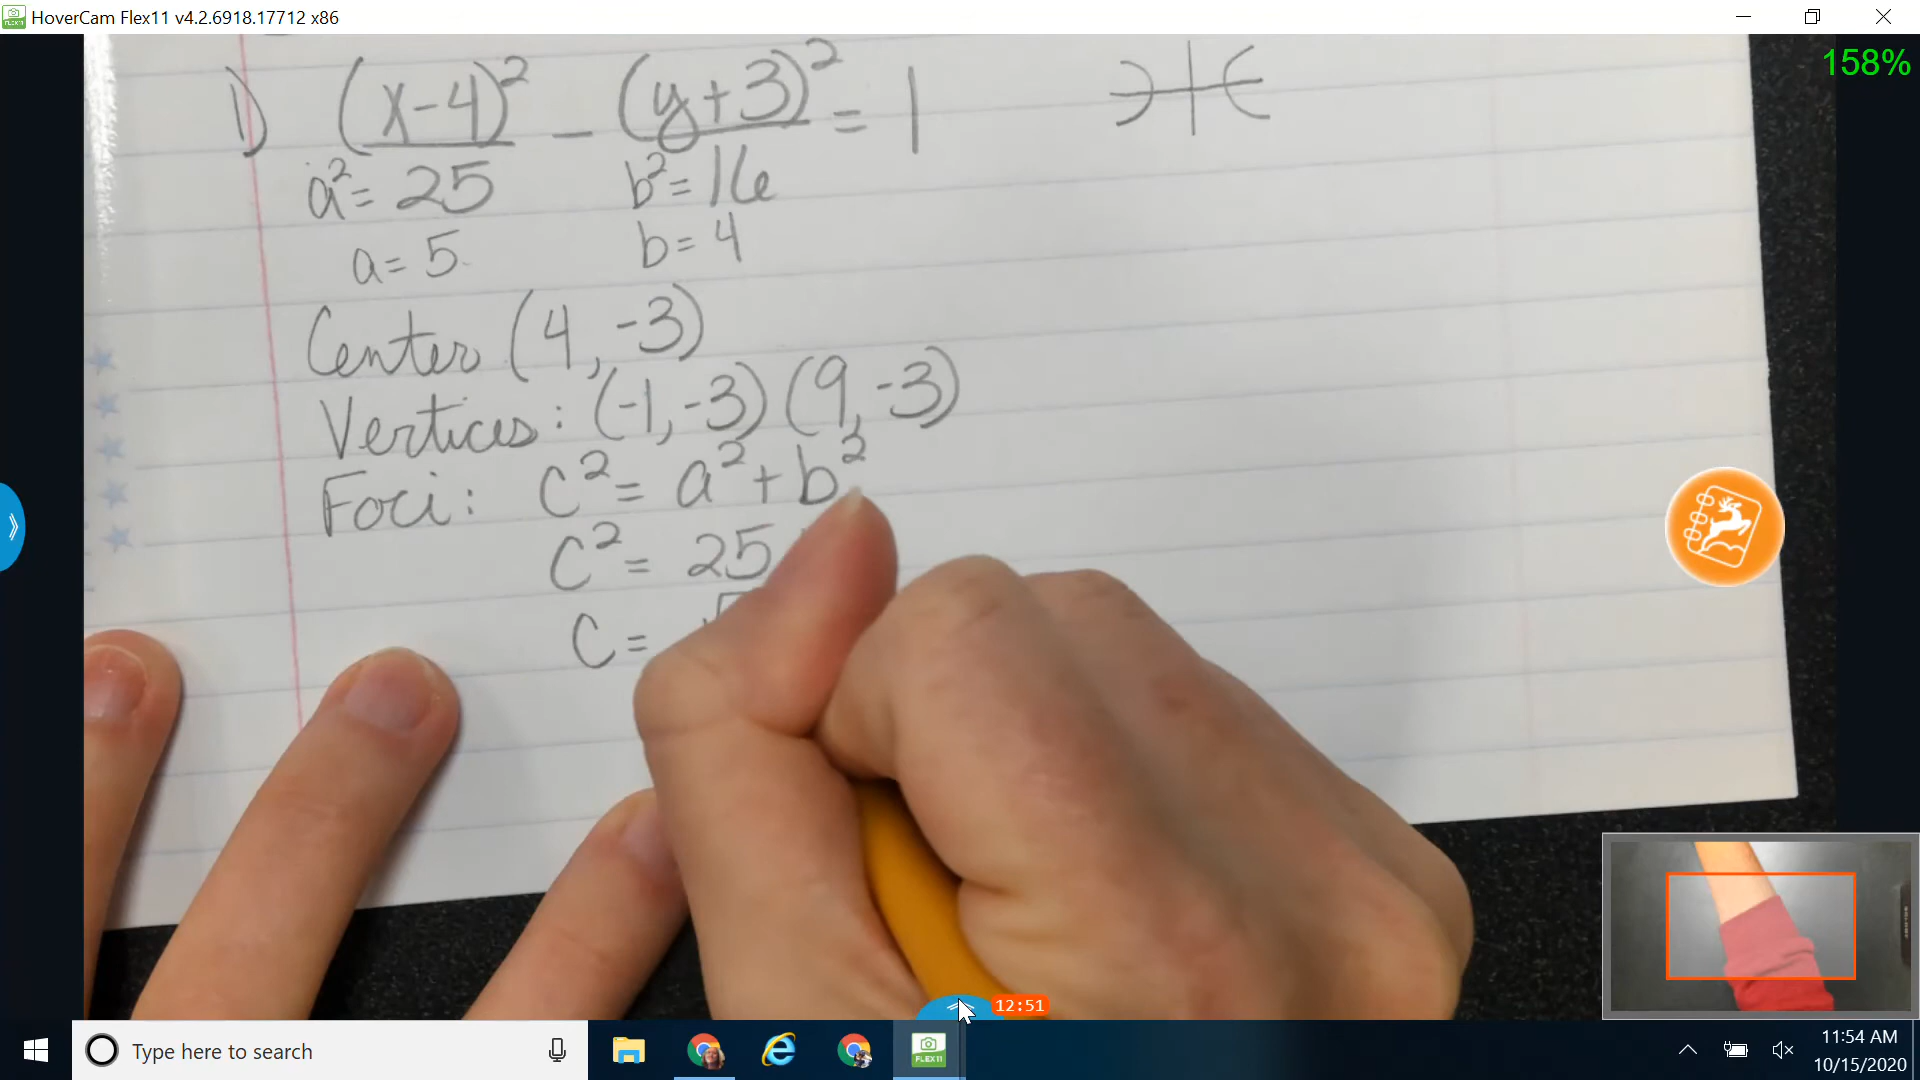 HoverCam Flex11 v4.2.6918.17712 x86
158%
1) (x-4)² - (y+3)² = 1
a² = 25 b² = 16
a = 5 b = 4
Center (4, -3)
Vertices: (-1, -3) (9, -3)
Foci: c² = a² + b²
c² = 25
c =
12:51
Type here to search
FLEX11
11:54 AM
10/15/2020